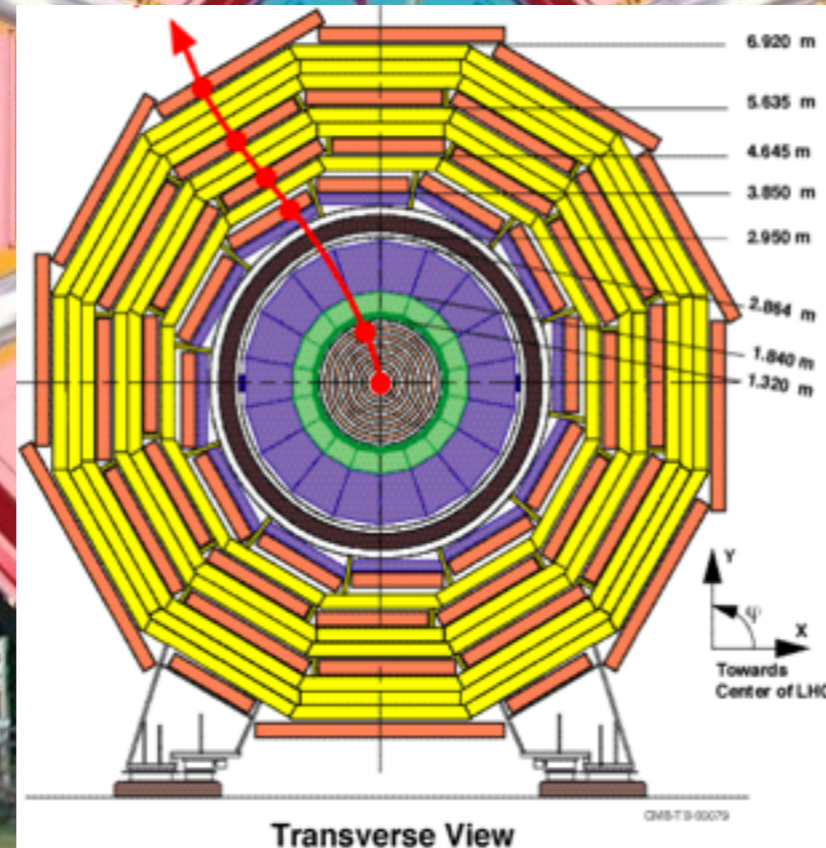 6.920 m
5.635 m
4.645 m
3.850 m
2.950 m
2.864 m
1.840 m
1.320 m
Y
φ
X
Towards
Center of LHC
CMS-TS-00079
Transverse View